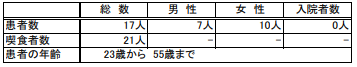 総 数 男 性 女 性 入院者数
患者数 17人 7人 10人 0人
喫食者数 21人 － － －
患者の年齢 23歳から 55歳まで